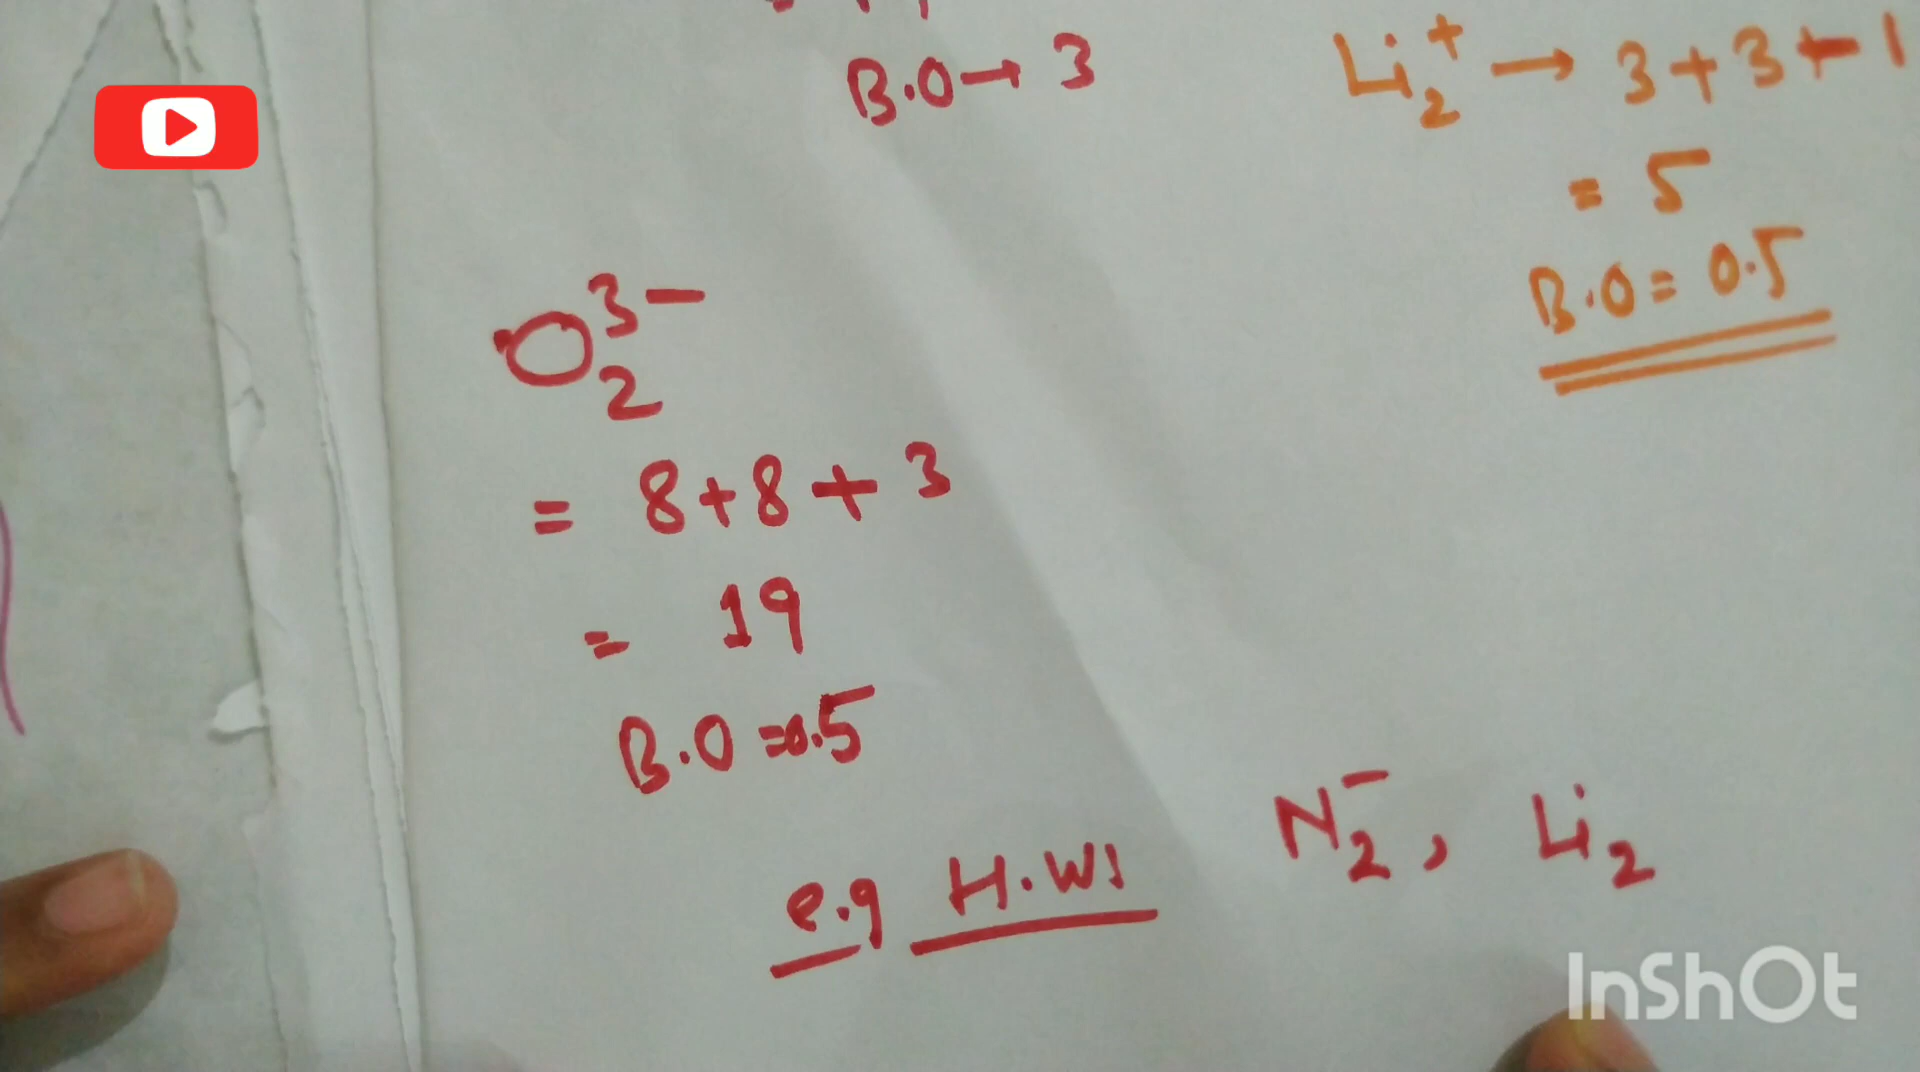 B.O → 3
Li₂⁺ → 3+3-1
= 5
B.O = 0.5
O₂³⁻
= 8+8+3
= 19
B.O = 0.5
e.g H.W) N₂⁻, Li₂
InShOt